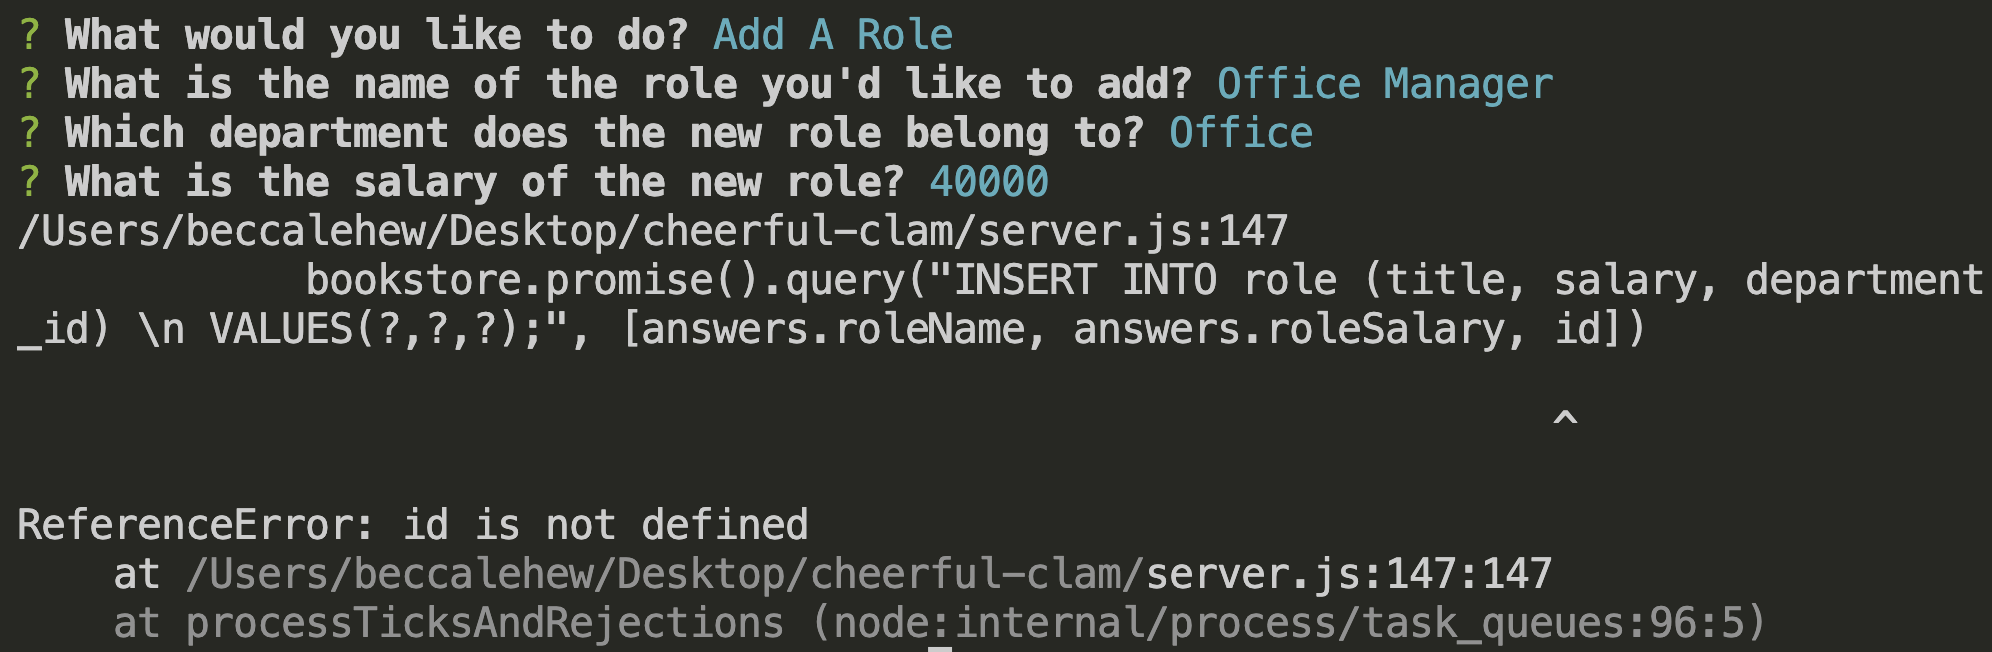 ? What would you like to do? Add A Role
? What is the name of the role you'd like to add? Office Manager
? Which department does the new role belong to? Office
? What is the salary of the new role? 40000
/Users/beccalehew/Desktop/cheerful-clam/server.js:147
            bookstore.promise().query("INSERT INTO role (title, salary, department
_id) \n VALUES(?,?,?);", [answers.roleName, answers.roleSalary, id])
                                                                ^
ReferenceError: id is not defined
    at /Users/beccalehew/Desktop/cheerful-clam/server.js:147:147
    at processTicksAndRejections (node:internal/process/task_queues:96:5)